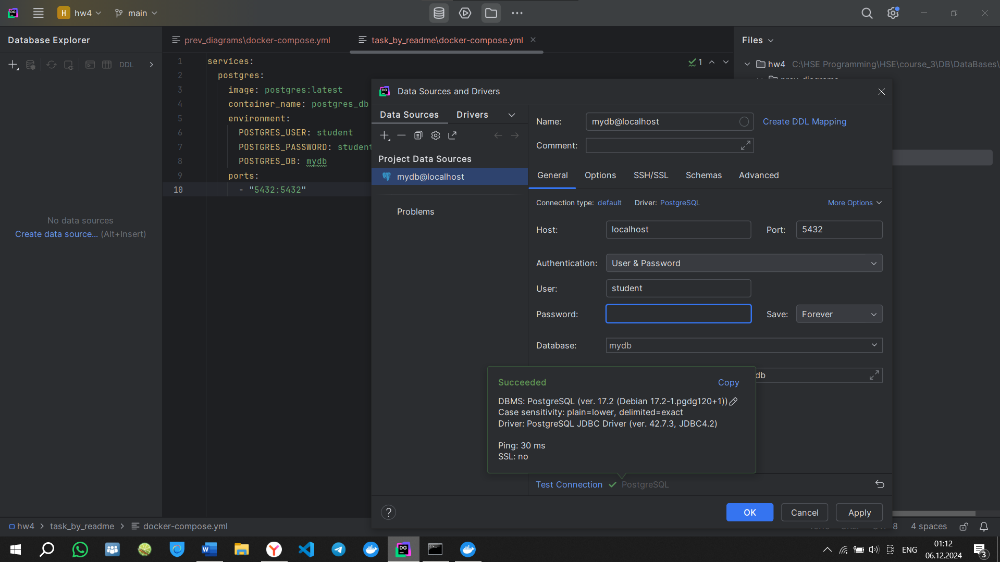 H hw4 main
Database Explorer
DDL
No data sources
Create data source... (Alt+Insert)
prev_diagrams\docker-compose.yml
task_by_readme\docker-compose.yml
1
1 services:
2 postgres:
3 image: postgres:latest
4 container_name: postgres_db
5 environment:
6 POSTGRES_USER: student
7 POSTGRES_PASSWORD: student
8 POSTGRES_DB: mydb
9 ports:
10 - "5432:5432"
Files
hw4 C:\HSE Programming\HSE\course_3\DB\DataBases\
DG Data Sources and Drivers
Data Sources Drivers
Project Data Sources
mydb@localhost
Problems
Name: mydb@localhost Create DDL Mapping
Comment:
General Options SSH/SSL Schemas Advanced
Connection type: default Driver: PostgreSQL More Options
Host: localhost Port: 5432
Authentication: User & Password
User: student
Password: Save: Forever
Database: mydb
db
Succeeded Copy
DBMS: PostgreSQL (ver. 17.2 (Debian 17.2-1.pgdg120+1))
Case sensitivity: plain=lower, delimited=exact
Driver: PostgreSQL JDBC Driver (ver. 42.7.3, JDBC4.2)
Ping: 30 ms
SSL: no
Test Connection PostgreSQL
? OK Cancel Apply
hw4 > task_by_readme > docker-compose.yml
8 4 spaces
DG
ENG
01:12
06.12.2024
3